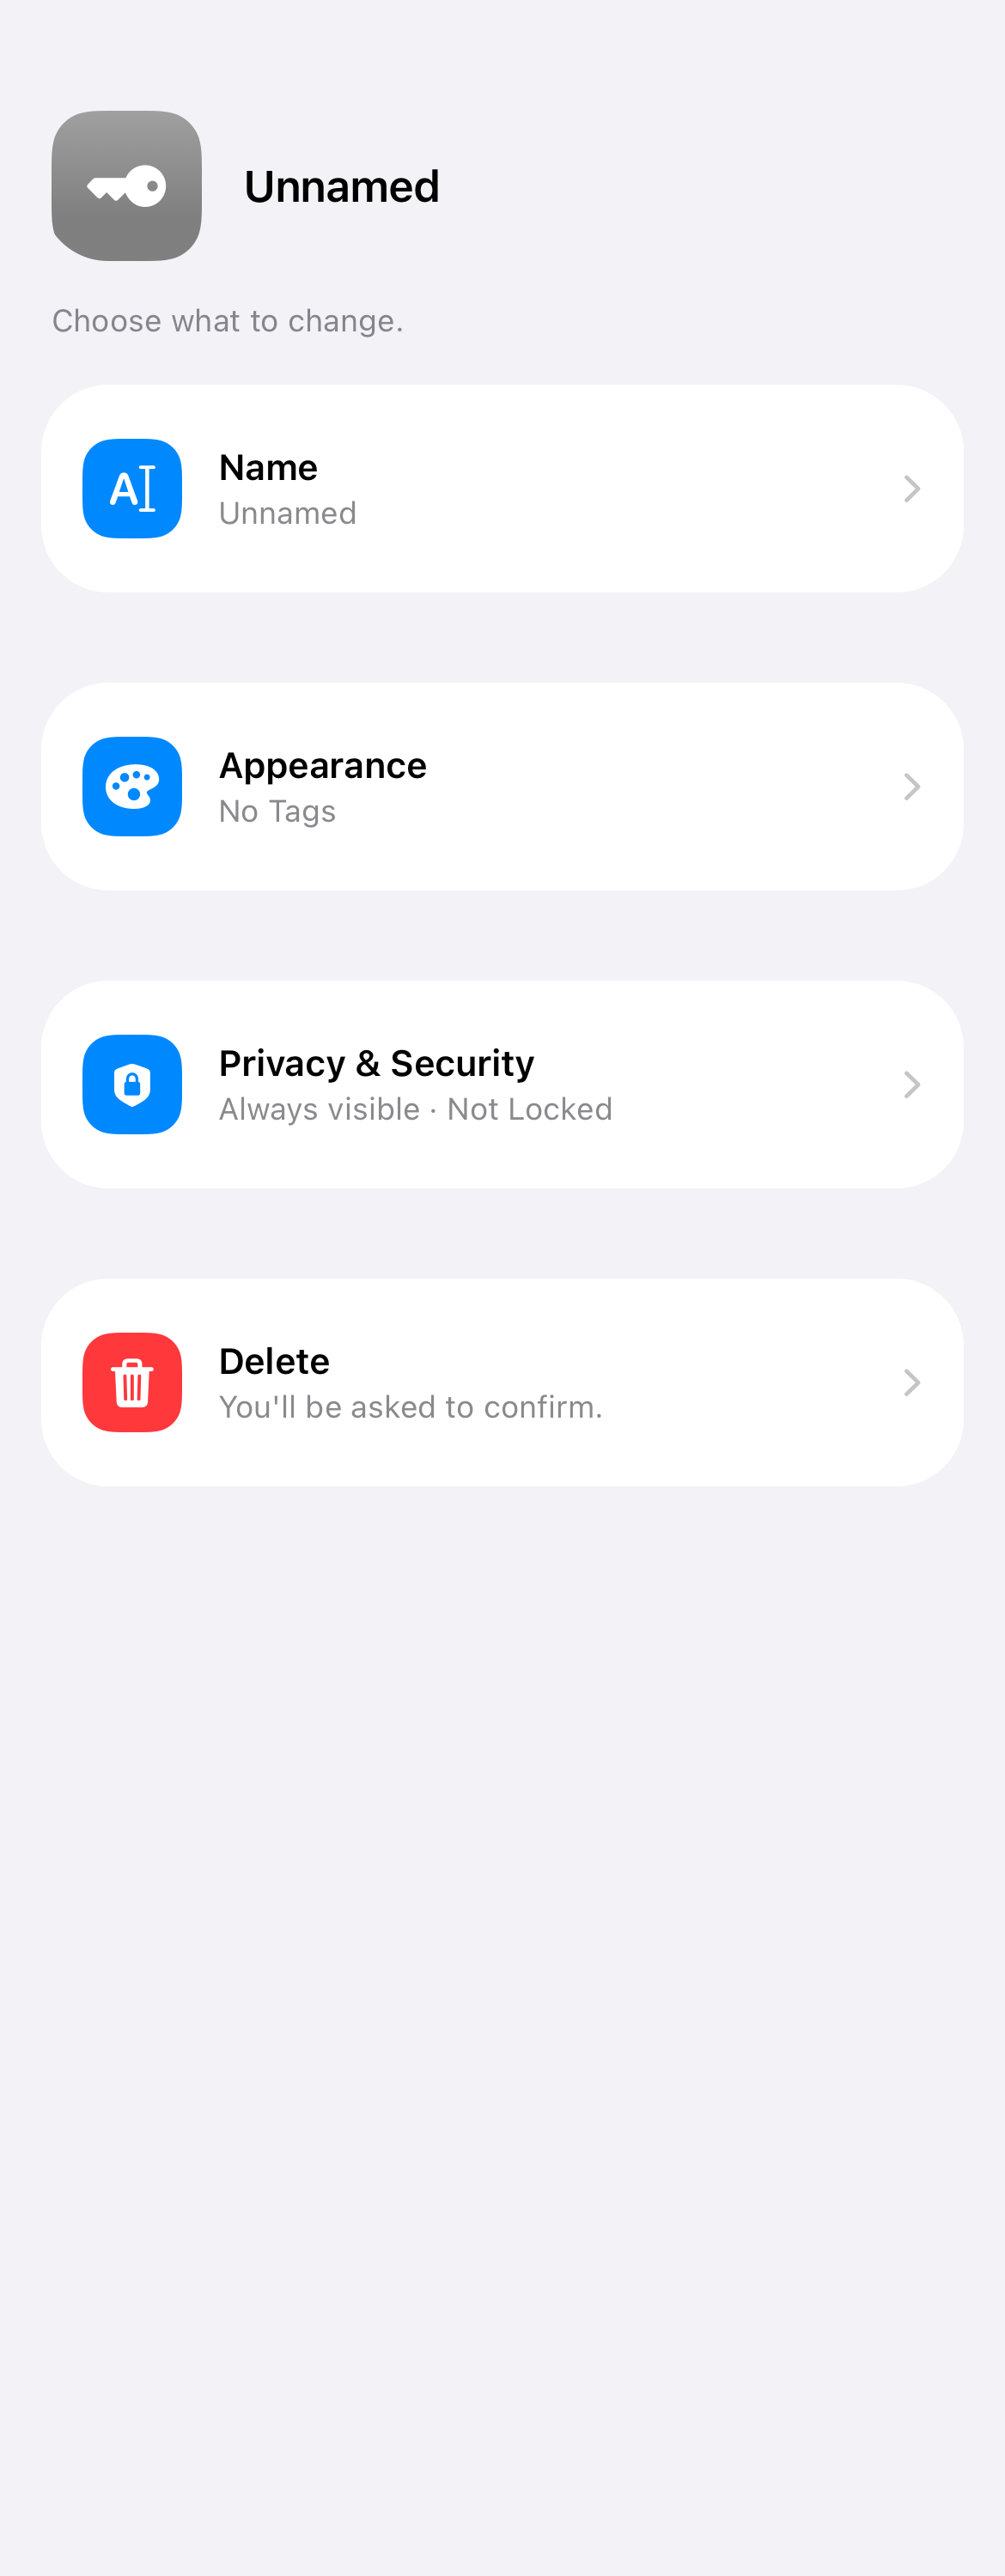 Unnamed
Choose what to change.
Name
Unnamed
Appearance
No Tags
Privacy & Security
Always visible · Not Locked
Delete
You'll be asked to confirm.